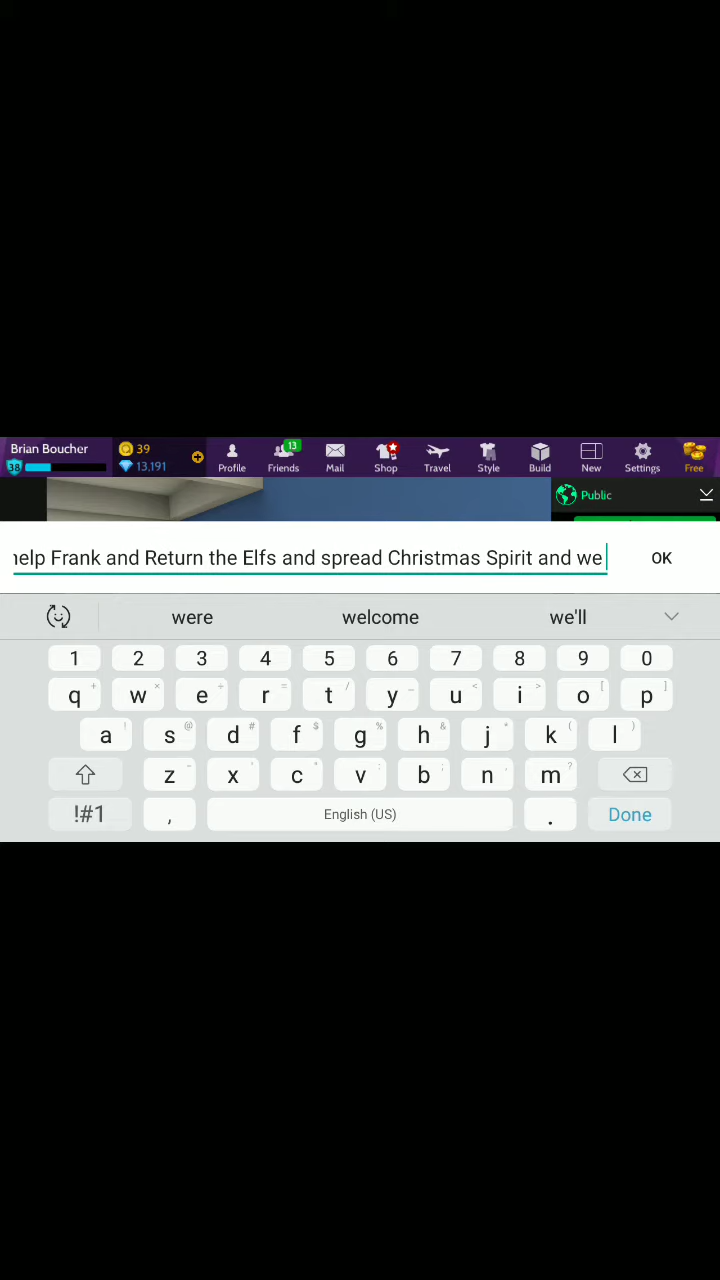 Brian Boucher
38
39
13,191
Profile
13
Friends
Mail
Shop
Travel
Style
Build
New
Settings
Free
Public
help Frank and Return the Elfs and spread Christmas Spirit and we
OK
were welcome we'll
1 2 3 4 5 6 7 8 9 0
q + w × e ÷ r = t / y _ u < i > o [ p ]
a ! s @ d # f $ g % h & j * k ( l )
z - x ' c " v : b ; n , m ?
!#1 , English (US) . Done